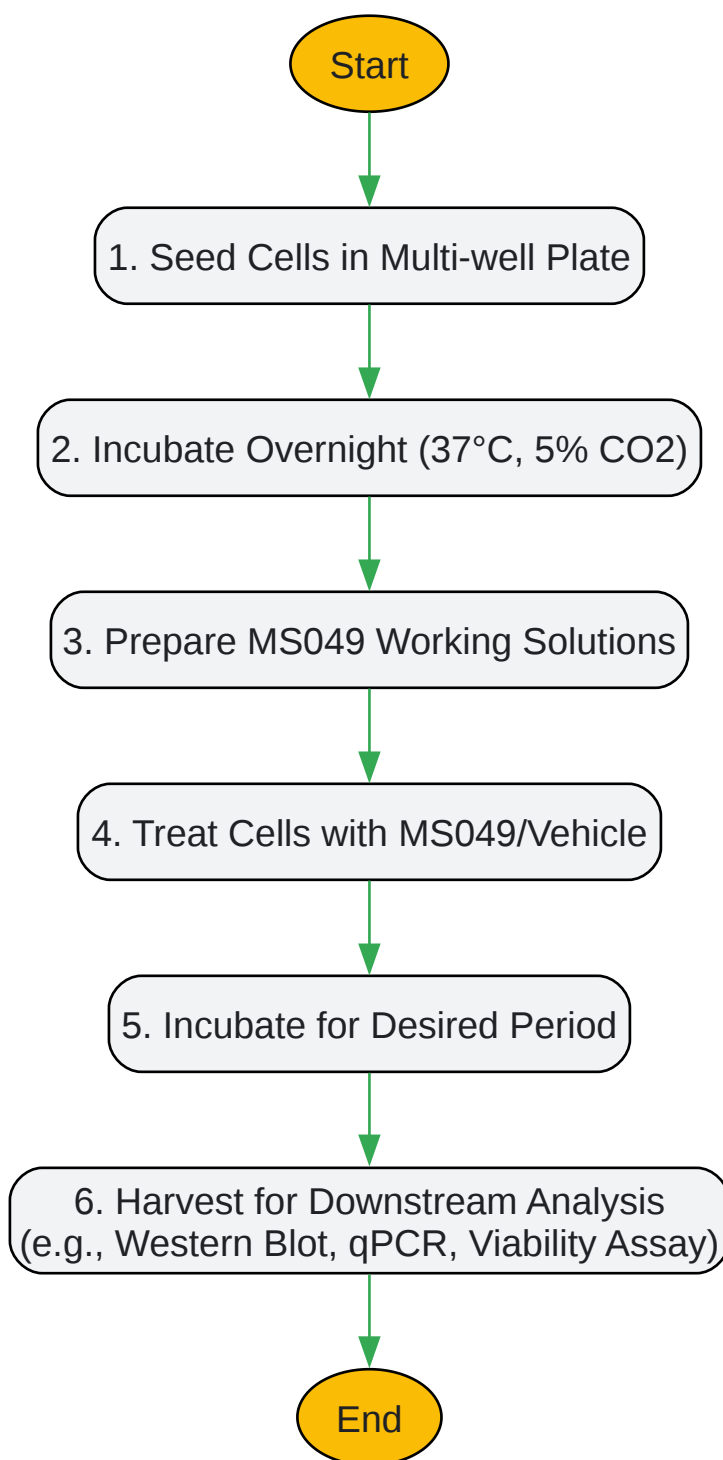 Start
1. Seed Cells in Multi-well Plate
2. Incubate Overnight (37°C, 5% CO2)
3. Prepare MS049 Working Solutions
4. Treat Cells with MS049/Vehicle
5. Incubate for Desired Period
6. Harvest for Downstream Analysis
(e.g., Western Blot, qPCR, Viability Assay)
End